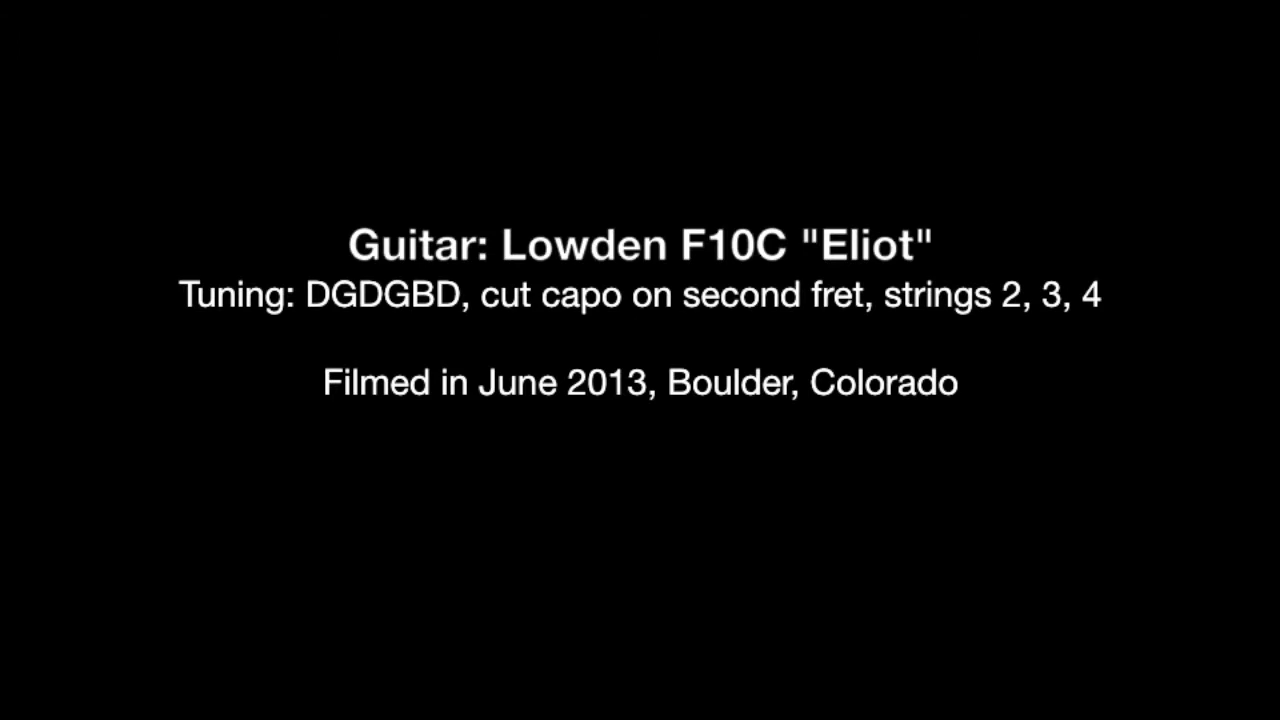 Guitar: Lowden F10C "Eliot"
Tuning: DGDGBD, cut capo on second fret, strings 2, 3, 4
Filmed in June 2013, Boulder, Colorado